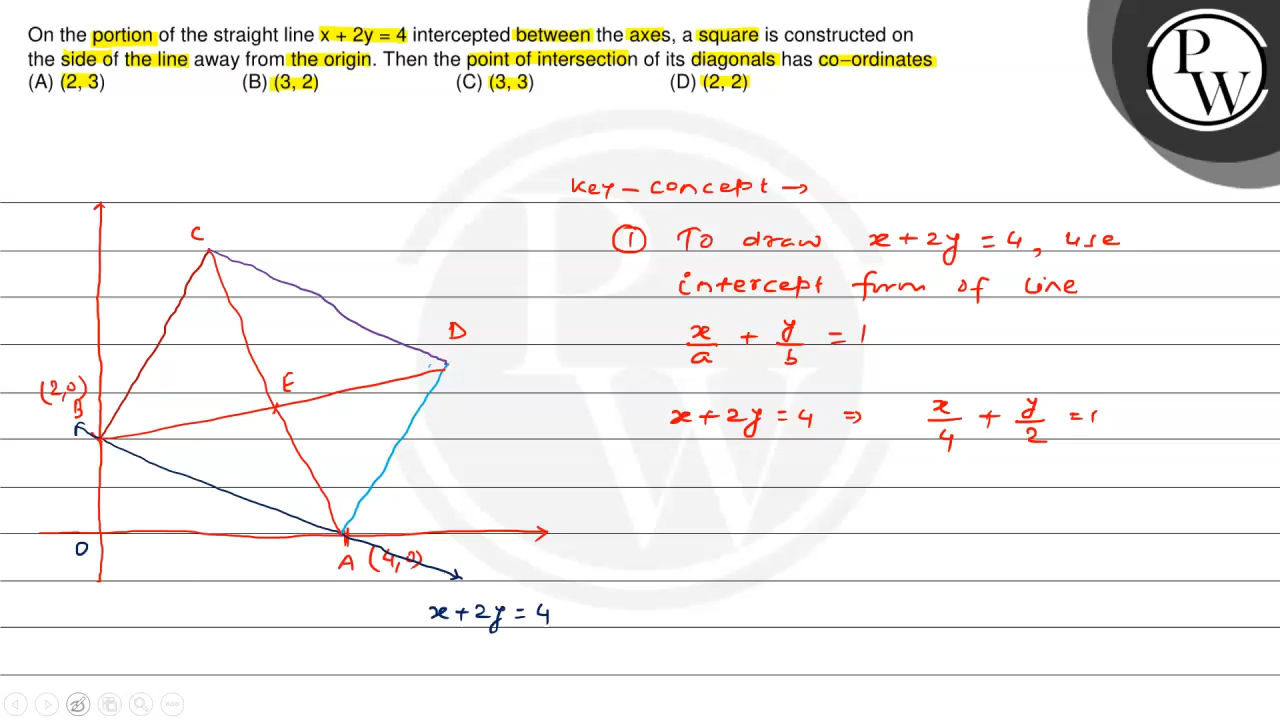 On the portion of the straight line x + 2y = 4 intercepted between the axes, a square is constructed on
the side of the line away from the origin. Then the point of intersection of its diagonals has co–ordinates
(A) (2, 3) (B) (3, 2) (C) (3, 3) (D) (2, 2)
P
W
Key - concept →
① To draw x + 2y = 4, use
intercept form of line
x/a + y/b = 1
x + 2y = 4 ⇒ x/4 + y/2 = 1
C
D
E
(2,0)
B
O
A (4,0)
x + 2y = 4